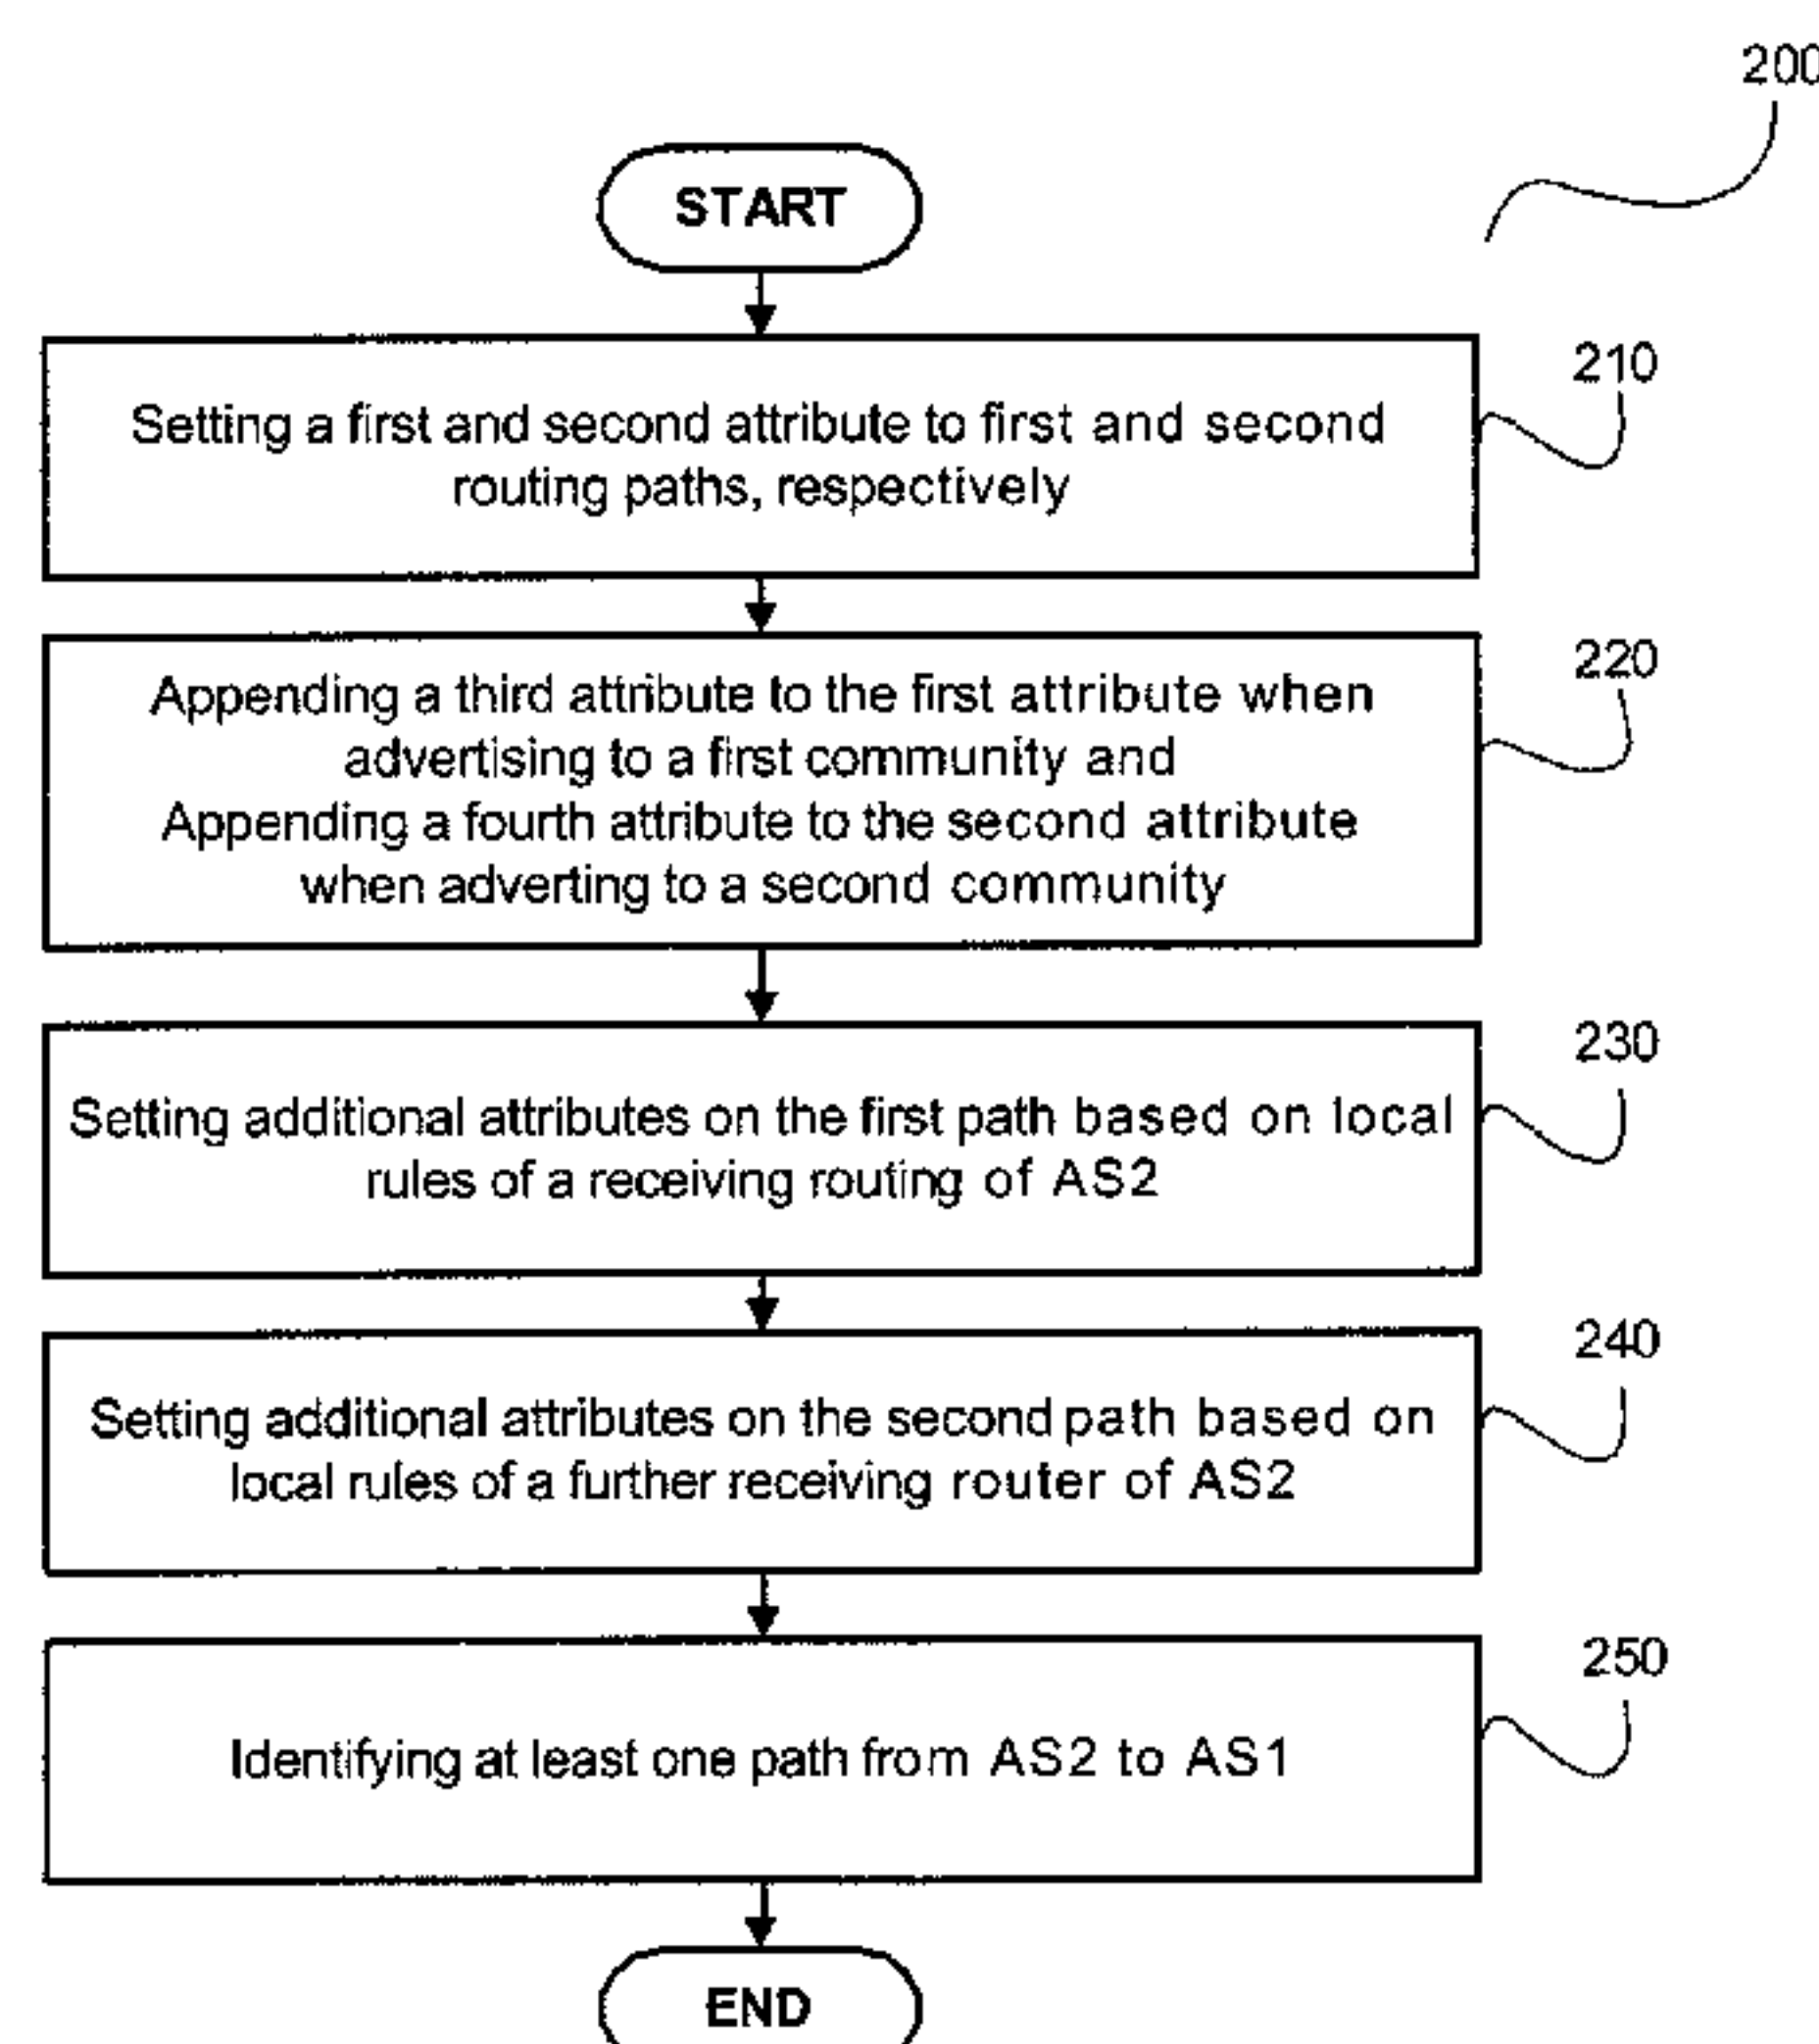 200
START
210
Setting a first and second attribute to first and second
routing paths, respectively
220
Appending a third attribute to the first attribute when
advertising to a first community and
Appending a fourth attribute to the second attribute
when adverting to a second community
230
Setting additional attributes on the first path based on local
rules of a receiving routing of AS2
240
Setting additional attributes on the second path based on
local rules of a further receiving router of AS2
250
Identifying at least one path from AS2 to AS1
END